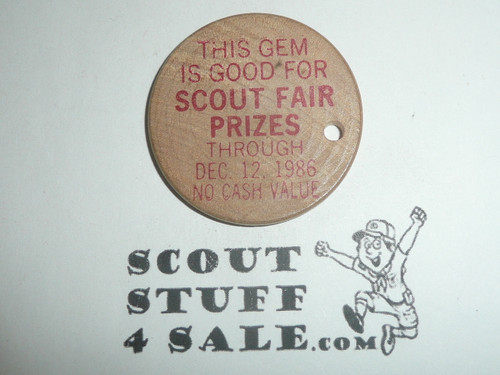 THIS GEM
IS GOOD FOR
SCOUT FAIR
PRIZES
THROUGH
DEC. 12, 1986
NO CASH VALUE
SCOUT
STUFF
4 SALE.COM